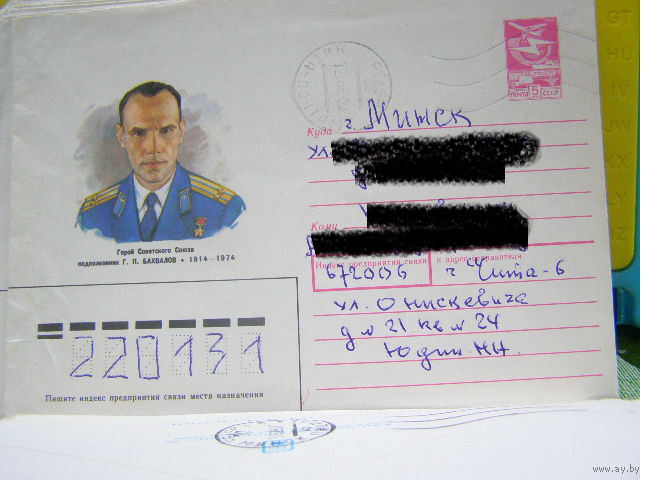 ПОЧТА 5К СССР
Куда г. Минск
ул.
Кому
Герой Советского Союза
подполковник Г. П. БАХВАЛОВ • 1914—1974
Индекс предприятия связи и адрес отправителя
672006 г Чита-6
ул. Онискевича
д № 21 кв № 24
Юдин Н.Н.
220131
Пишите индекс предприятия связи места назначения
www.ay.by